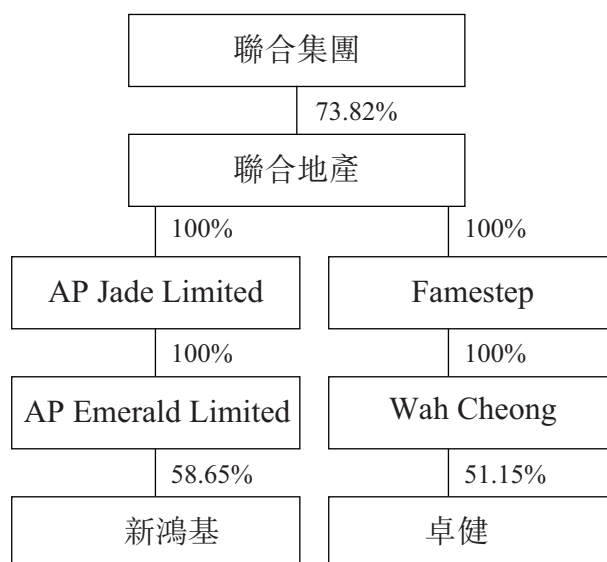 聯合集團
73.82%
聯合地產
100%
100%
AP Jade Limited
Famestep
100%
100%
AP Emerald Limited
Wah Cheong
58.65%
51.15%
新鴻基
卓健